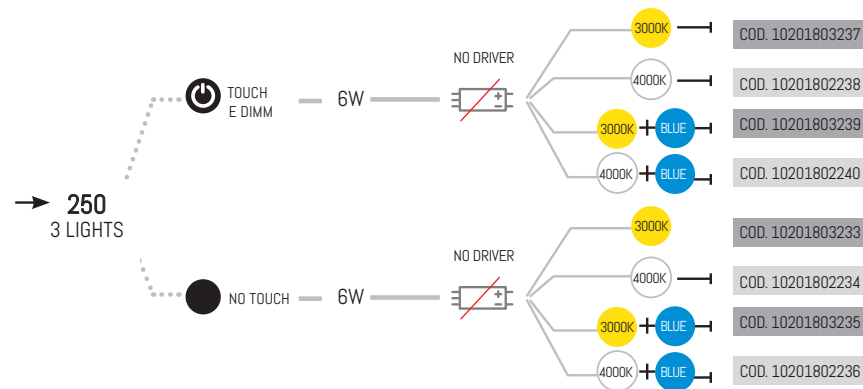 250
3 LIGHTS
TOUCH
E DIMM
6W
NO DRIVER
3000K
COD. 10201803237
4000K
COD. 10201802238
3000K + BLUE
COD. 10201803239
4000K + BLUE
COD. 10201802240
NO TOUCH
6W
NO DRIVER
3000K
COD. 10201803233
4000K
COD. 10201802234
3000K + BLUE
COD. 10201803235
4000K + BLUE
COD. 10201802236